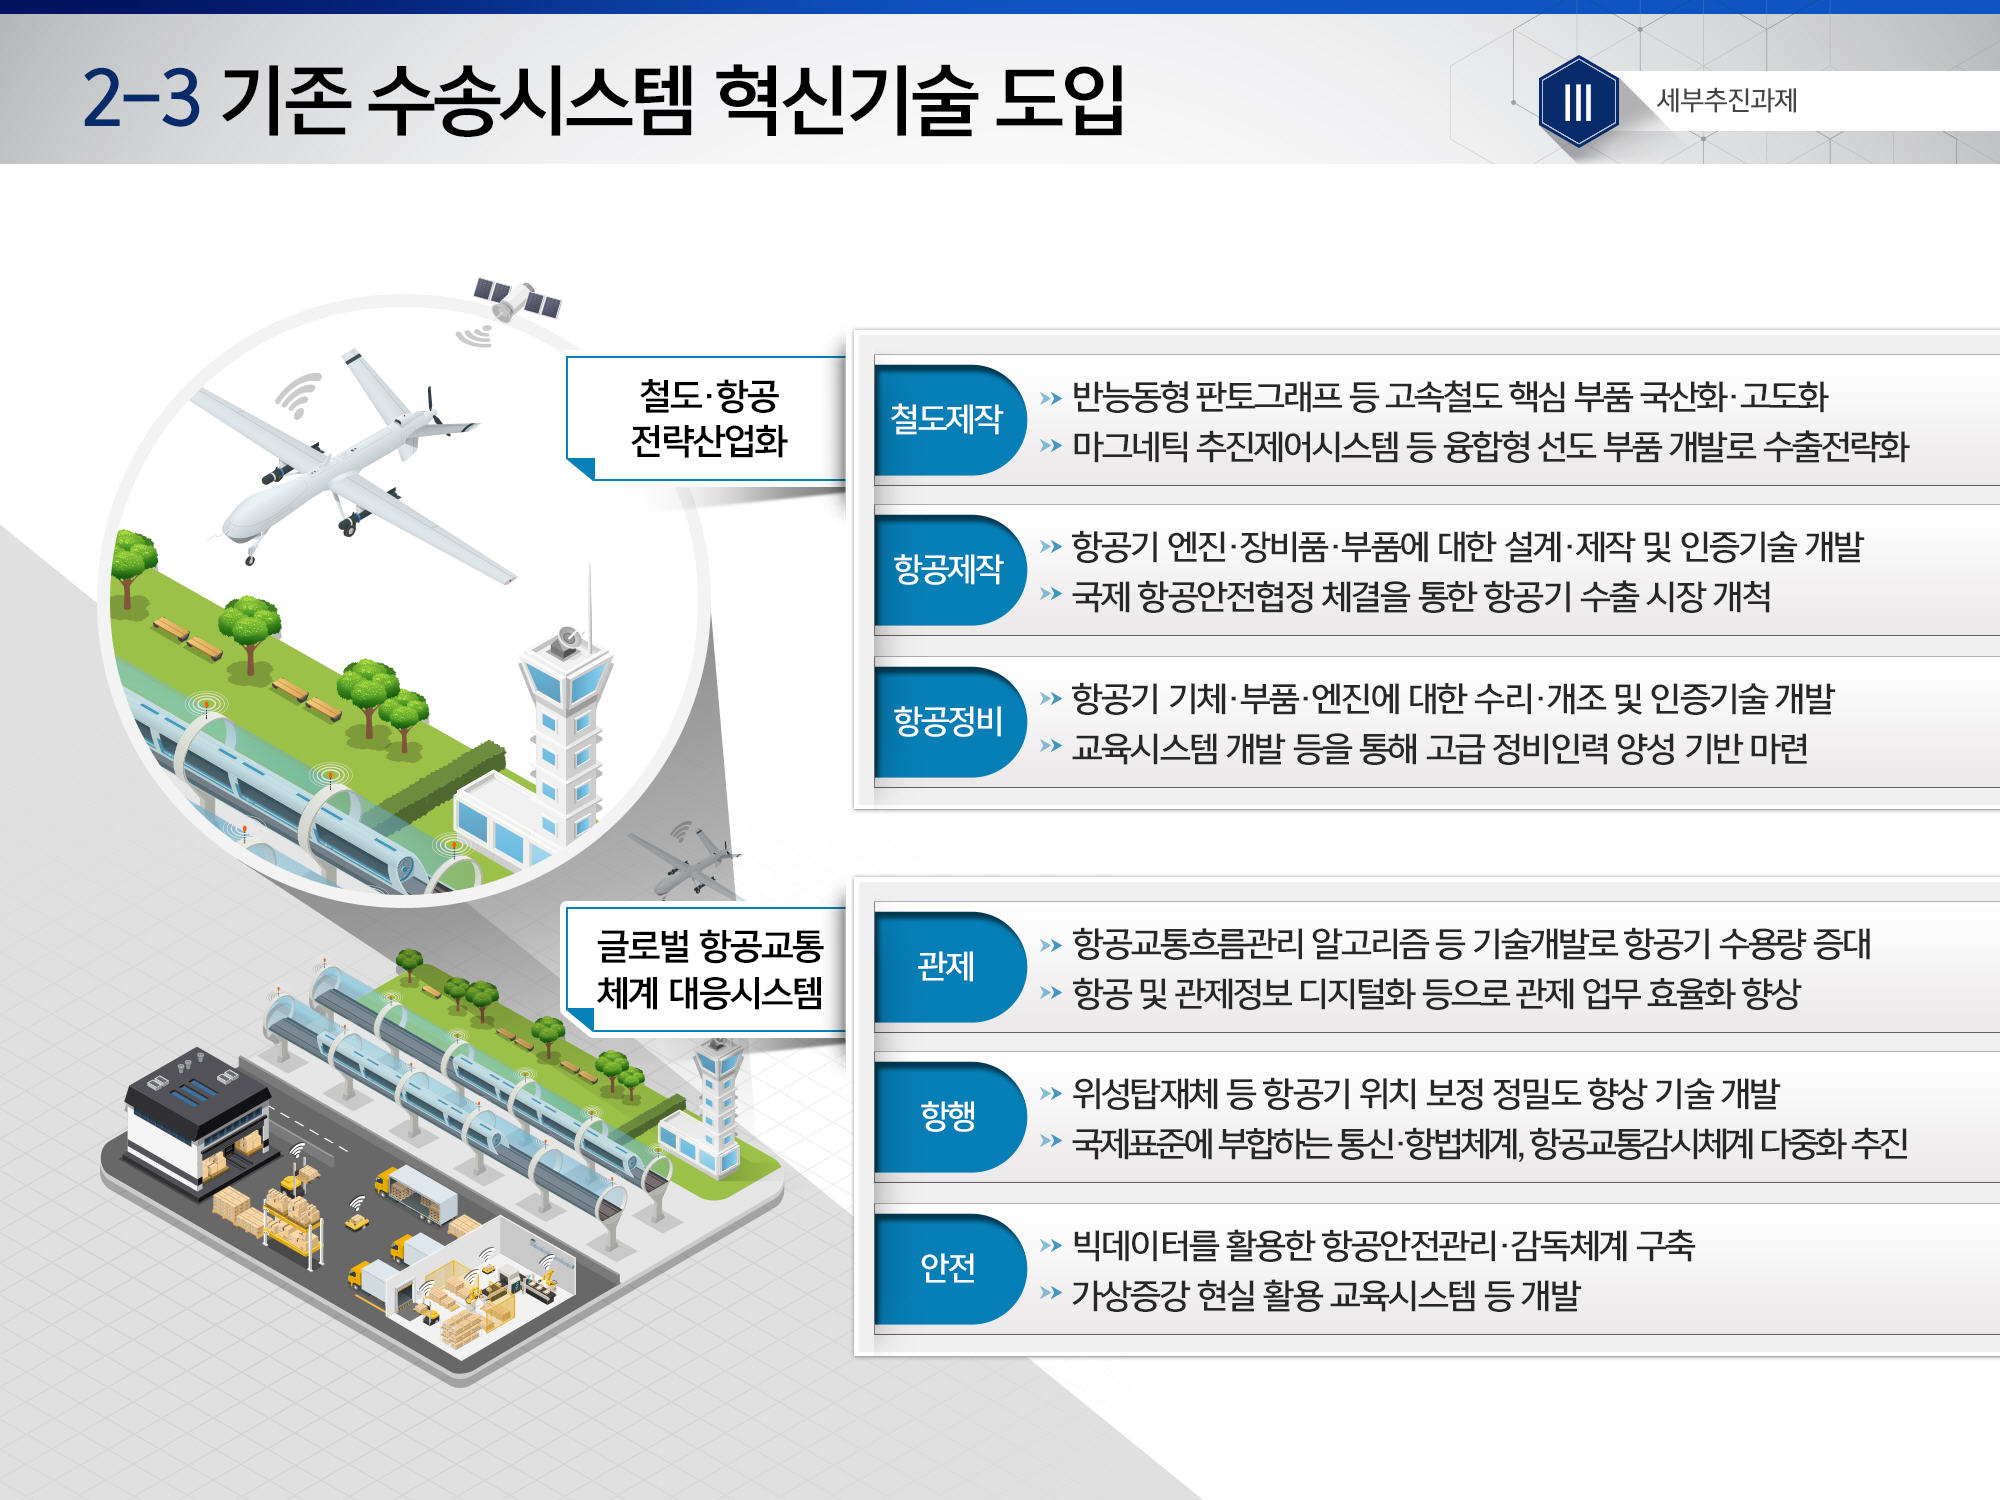 2-3 기존 수송시스템 혁신기술 도입
III 세부추진과제
철도·항공
전략산업화
철도제작
반능동형 판토그래프 등 고속철도 핵심 부품 국산화·고도화
마그네틱 추진제어시스템 등 융합형 선도 부품 개발로 수출전략화
항공제작
항공기 엔진·장비품·부품에 대한 설계·제작 및 인증기술 개발
국제 항공안전협정 체결을 통한 항공기 수출 시장 개척
항공정비
항공기 기체·부품·엔진에 대한 수리·개조 및 인증기술 개발
교육시스템 개발 등을 통해 고급 정비인력 양성 기반 마련
글로벌 항공교통
체계 대응시스템
관제
항공교통흐름관리 알고리즘 등 기술개발로 항공기 수용량 증대
항공 및 관제정보 디지털화 등으로 관제 업무 효율화 향상
항행
위성탑재체 등 항공기 위치 보정 정밀도 향상 기술 개발
국제표준에 부합하는 통신·항법체계, 항공교통감시체계 다중화 추진
안전
빅데이터를 활용한 항공안전관리·감독체계 구축
가상증강 현실 활용 교육시스템 등 개발